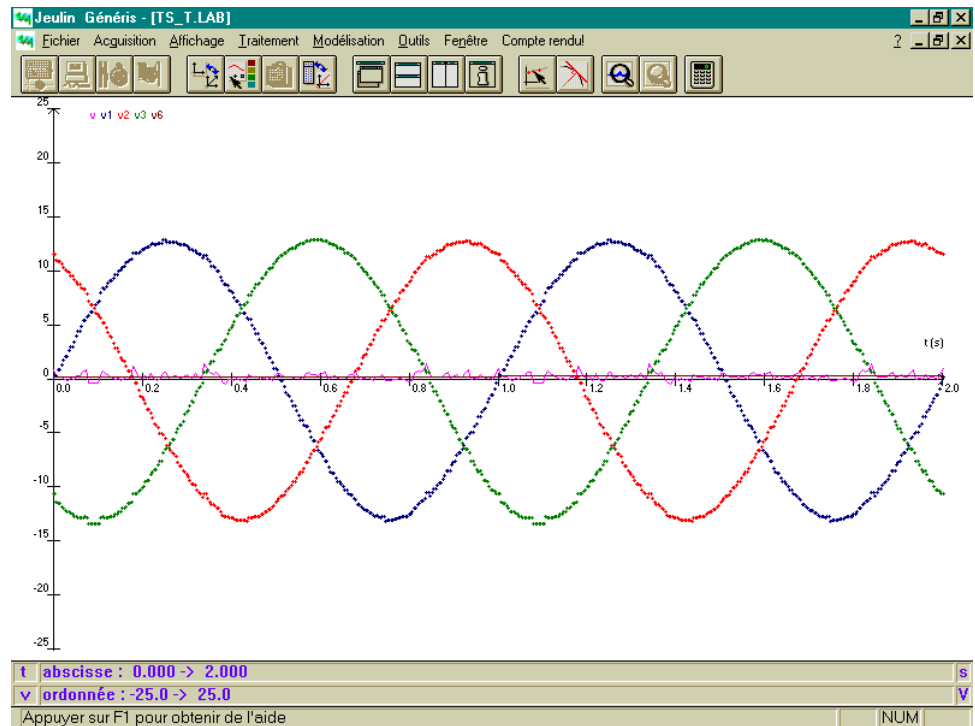 Jeulin Généris - [TS_T.LAB]
Fichier Acquisition Affichage Traitement Modélisation Outils Fenêtre Compte rendu! ?
25
v v1 v2 v3 v6
20
15
10
5
t (s)
0
0.0 0.2 0.4 0.6 0.8 1.0 1.2 1.4 1.6 1.8 2.0
-5
-10
-15
-20
-25
t abscisse : 0.000 -> 2.000 s
v ordonnée : -25.0 -> 25.0 V
Appuyer sur F1 pour obtenir de l'aide NUM